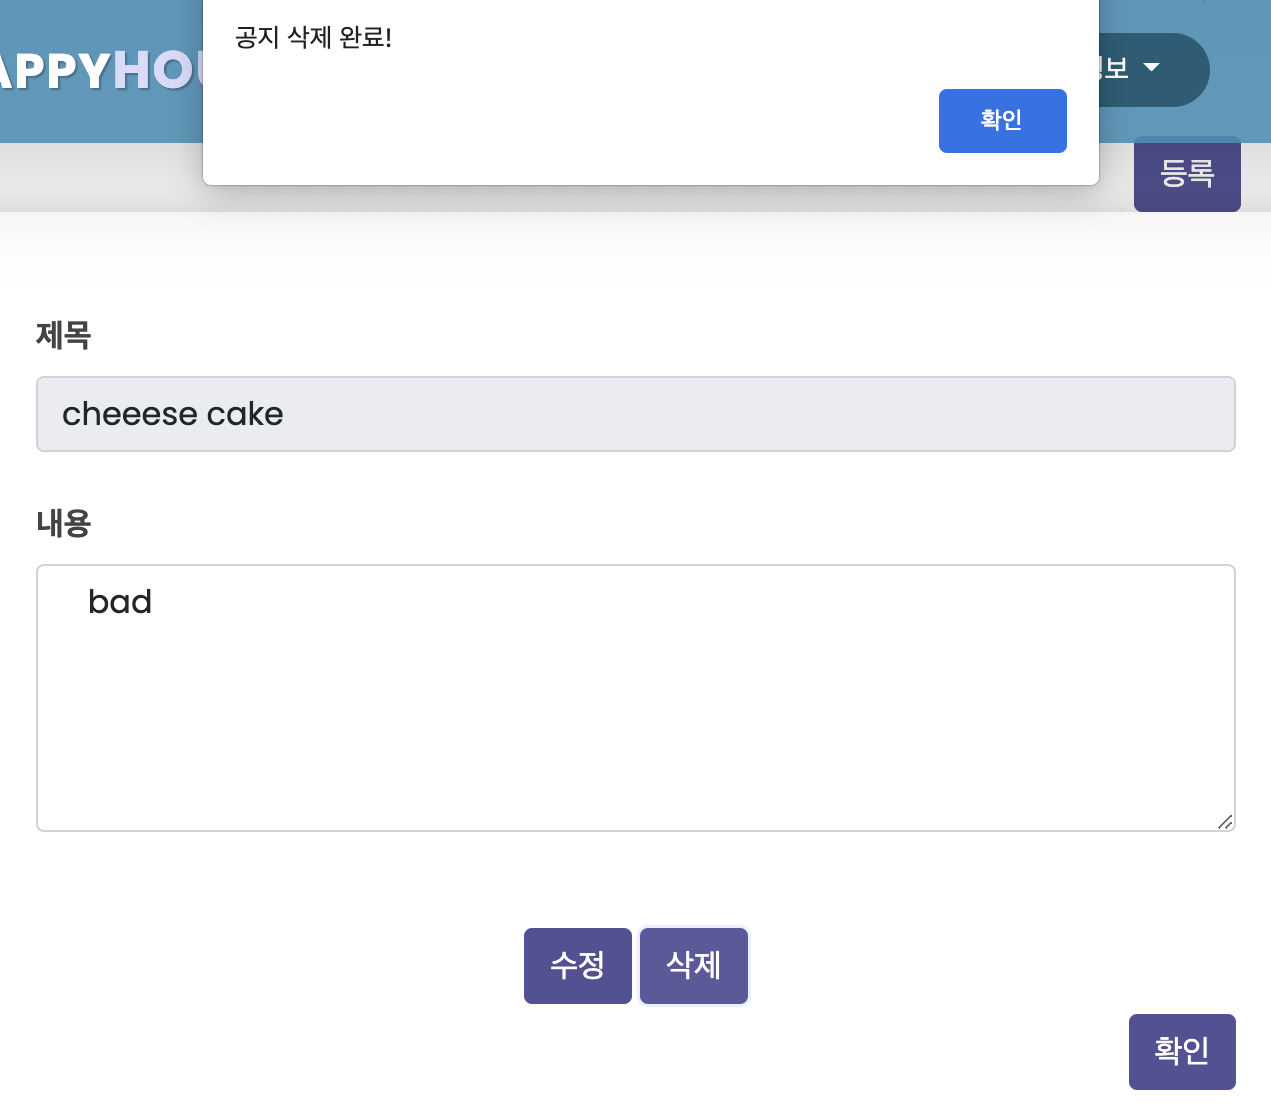 공지 삭제 완료!
확인
APPYHOU
보
등록
제목
cheeese cake
내용
bad
수정 삭제
확인